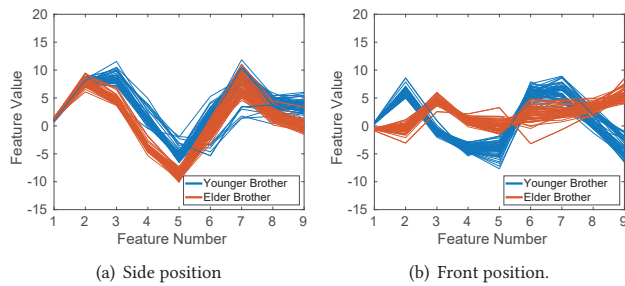 20
15
10
5
0
-5
-10
-15
Feature Value
1 2 3 4 5 6 7 8 9
Feature Number
Younger Brother
Elder Brother
(a) Side position
20
15
10
5
0
-5
-10
-15
Feature Value
1 2 3 4 5 6 7 8 9
Feature Number
Younger Brother
Elder Brother
(b) Front position.